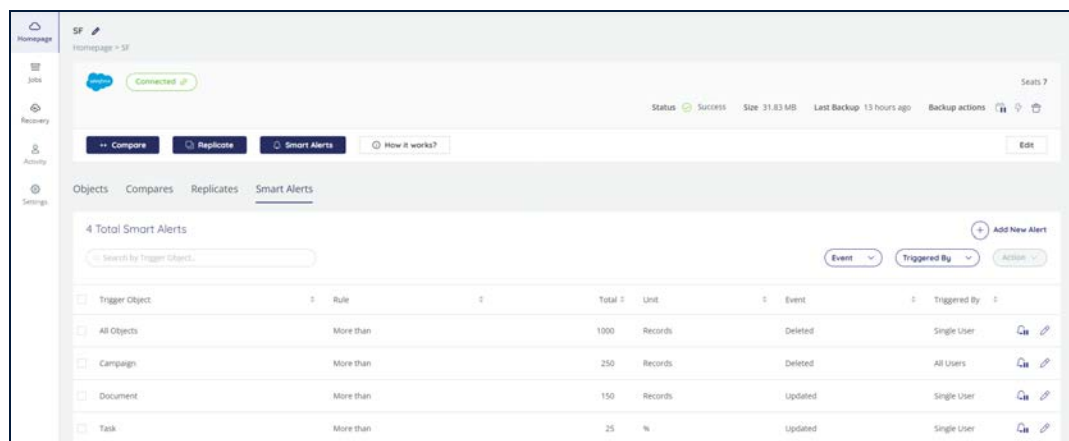 Homepage
Jobs
Recovery
Activity
Settings
SF
Homepage > SF
salesforce
Connected
Seats 7
Status Success Size 31.83 MB Last Backup 13 hours ago Backup actions
Compare Replicate Smart Alerts How it works? Edit
Objects Compares Replicates Smart Alerts
4 Total Smart Alerts
Add New Alert
Search by Trigger Object..
Event Triggered By Action
Trigger Object Rule Total Unit Event Triggered By
All Objects More than 1000 Records Deleted Single User
Campaign More than 250 Records Deleted All Users
Document More than 150 Records Updated Single User
Task More than 25 % Updated Single User